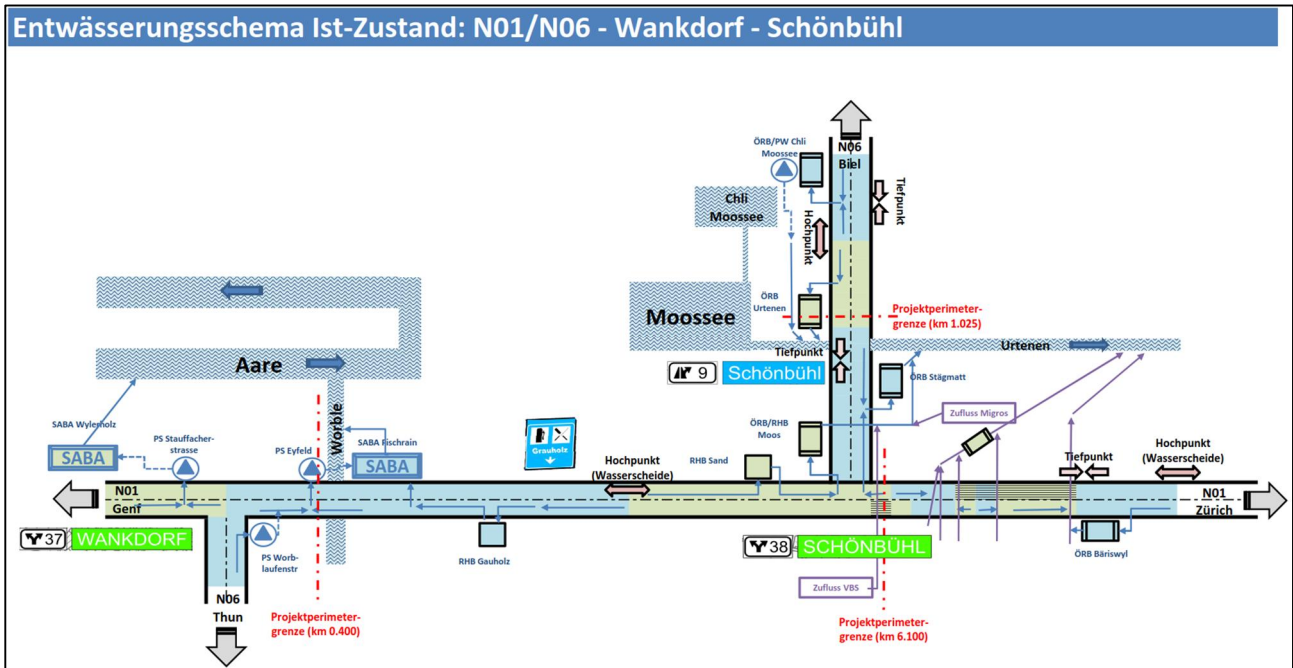 Entwässerungsschema Ist-Zustand: N01/N06 - Wankdorf - Schönbühl
ÖRB/PW Chli
Moossee
N06
Biel
Tiefpunkt
Hochpunkt
Chli
Moossee
Moossee
ÖRB
Urtenen
Projektperimeter-
grenze (km 1.025)
Tiefpunkt
Urtenen
9
Schönbühl
ÖRB Stägmatt
Zufluss Migros
Aare
Worble
SABA Wylerholz
SABA
PS Stauffacher-
strasse
PS Eyfeld
SABA Fischrain
SABA
Grauholz
Hochpunkt
(Wasserscheide)
RHB Sand
ÖRB/RHB
Moos
Tiefpunkt
Hochpunkt
(Wasserscheide)
N01
Genf
N01
Zürich
37
WANKDORF
PS Worb-
laufenstr
RHB Gauholz
38
SCHÖNBÜHL
ÖRB Bäriswyl
Zufluss VBS
N06
Thun
Projektperimeter-
grenze (km 0.400)
Projektperimeter-
grenze (km 6.100)